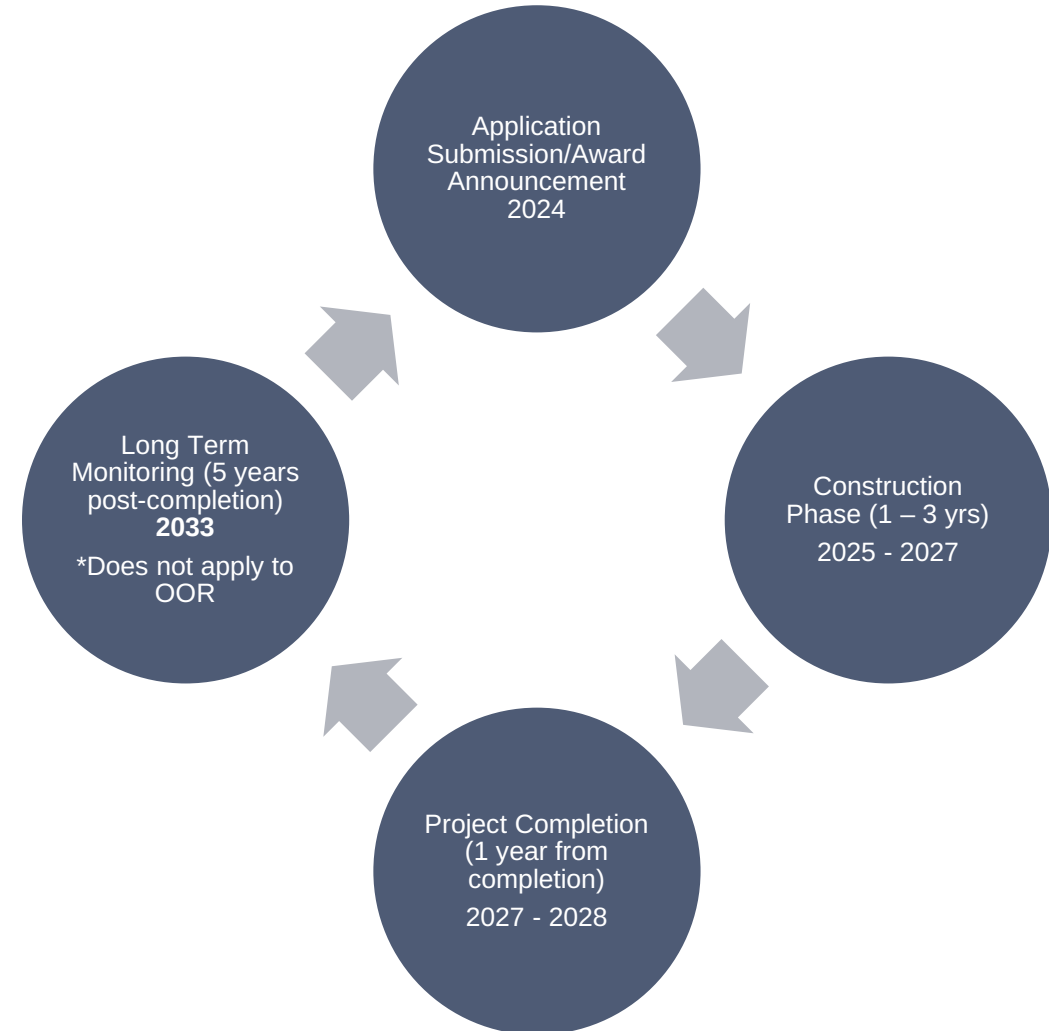 Application
Submission/Award
Announcement
2024
Construction
Phase (1 – 3 yrs)
2025 - 2027
Project Completion
(1 year from
completion)
2027 - 2028
Long Term
Monitoring (5 years
post-completion)
2033
*Does not apply to
OOR